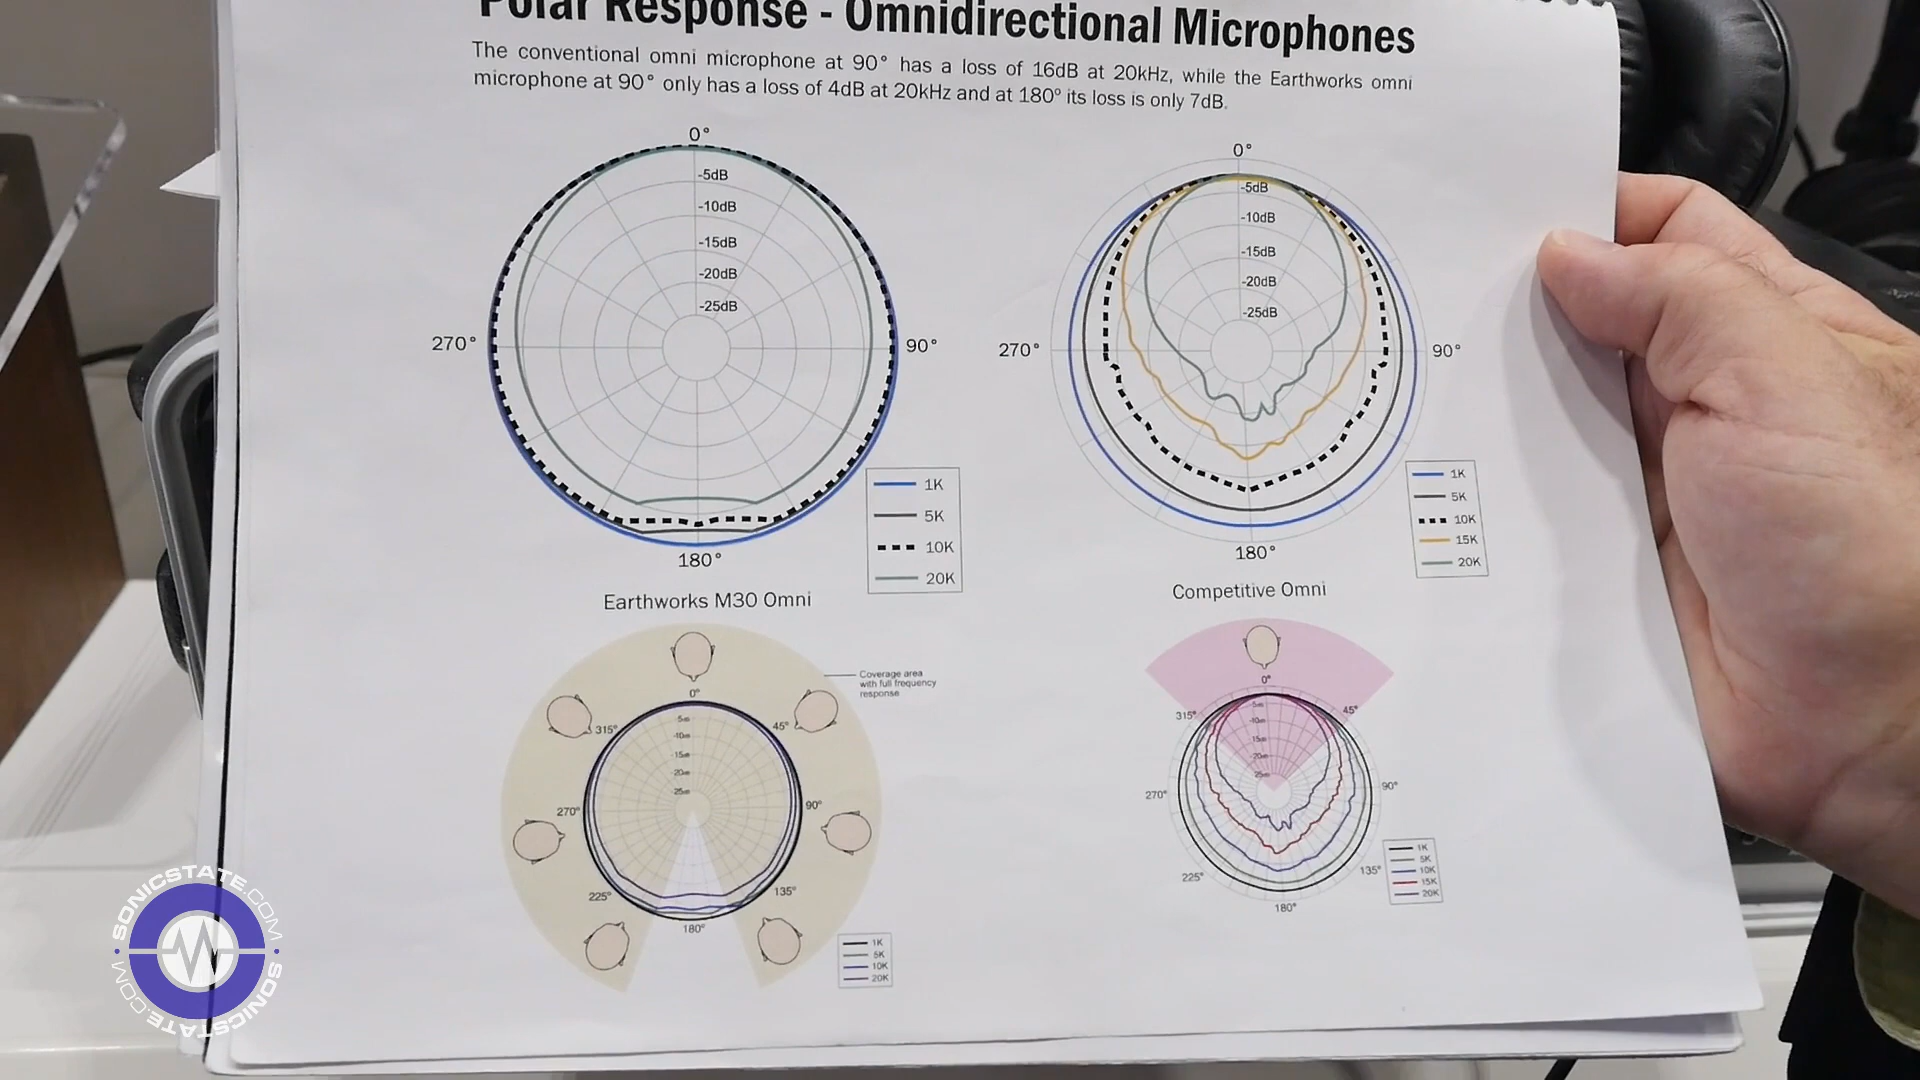 Polar Response - Omnidirectional Microphones
The conventional omni microphone at 90° has a loss of 16dB at 20kHz, while the Earthworks omni
microphone at 90° only has a loss of 4dB at 20kHz and at 180° its loss is only 7dB.
0°
-5dB
-10dB
-15dB
-20dB
-25dB
270°
90°
180°
1K
5K
10K
20K
Earthworks M30 Omni
0°
-5dB
-10dB
-15dB
-20dB
-25dB
270°
90°
180°
1K
5K
10K
15K
20K
Competitive Omni
Coverage area
with full frequency
response
0°
45°
90°
135°
180°
225°
270°
315°
1K
5K
10K
20K
0°
45°
90°
135°
180°
225°
270°
315°
1K
5K
10K
15K
20K
SONICSTATE.COM
SONICSTATE.COM